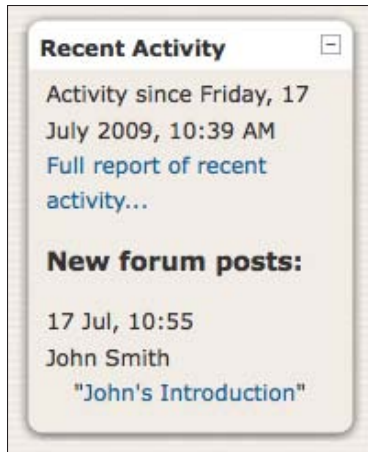 Recent Activity
Activity since Friday, 17
July 2009, 10:39 AM
Full report of recent
activity...
New forum posts:
17 Jul, 10:55
John Smith
"John's Introduction"